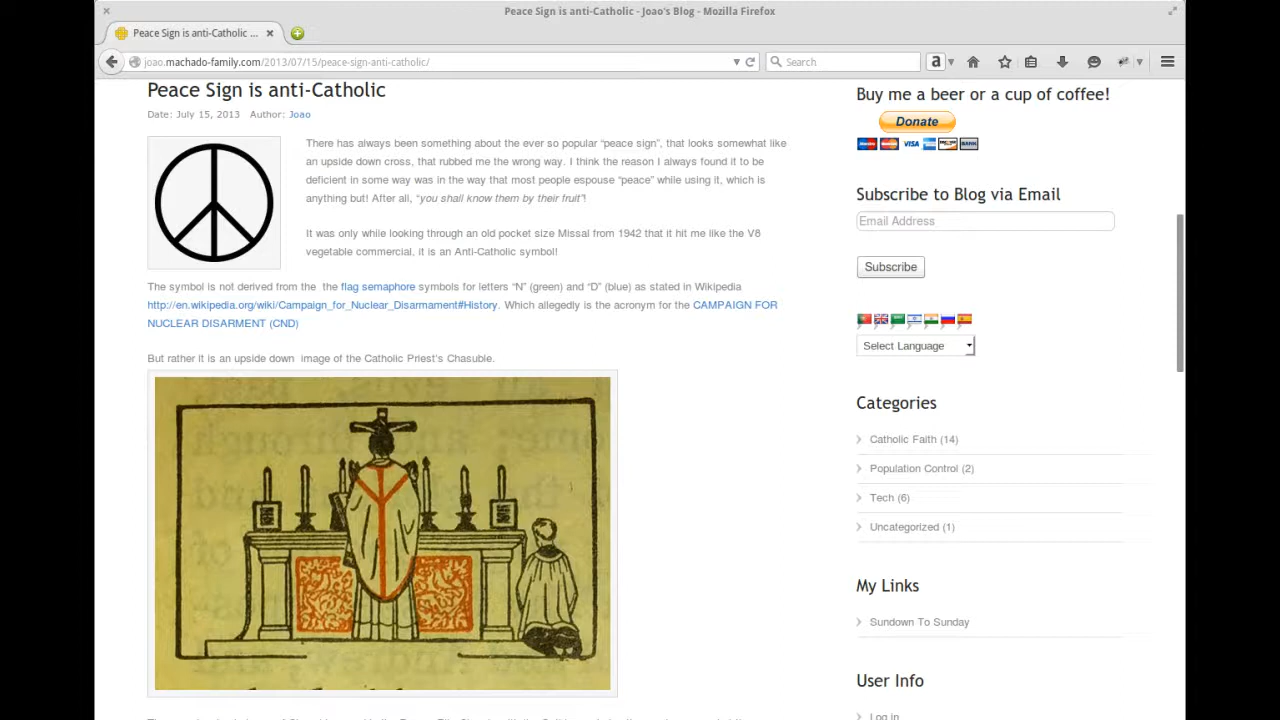 Peace Sign is anti-Catholic - Joao's Blog - Mozilla Firefox
Peace Sign is anti-Catholic ...
joao.machado-family.com/2013/07/15/peace-sign-anti-catholic/
Search
Peace Sign is anti-Catholic
Date: July 15, 2013 Author: Joao
There has always been something about the ever so popular “peace sign”, that looks somewhat like
an upside down cross, that rubbed me the wrong way. I think the reason I always found it to be
deficient in some way was in the way that most people espouse “peace” while using it, which is
anything but! After all, “you shall know them by their fruit”!
It was only while looking through an old pocket size Missal from 1942 that it hit me like the V8
vegetable commercial, it is an Anti-Catholic symbol!
The symbol is not derived from the the flag semaphore symbols for letters “N” (green) and “D” (blue) as stated in Wikipedia
http://en.wikipedia.org/wiki/Campaign_for_Nuclear_Disarmament#History. Which allegedly is the acronym for the CAMPAIGN FOR
NUCLEAR DISARMENT (CND)
But rather it is an upside down image of the Catholic Priest's Chasuble.
Buy me a beer or a cup of coffee!
Donate
VISA
BANK
Subscribe to Blog via Email
Email Address
Subscribe
Select Language
Categories
Catholic Faith (14)
Population Control (2)
Tech (6)
Uncategorized (1)
My Links
Sundown To Sunday
User Info
Log in